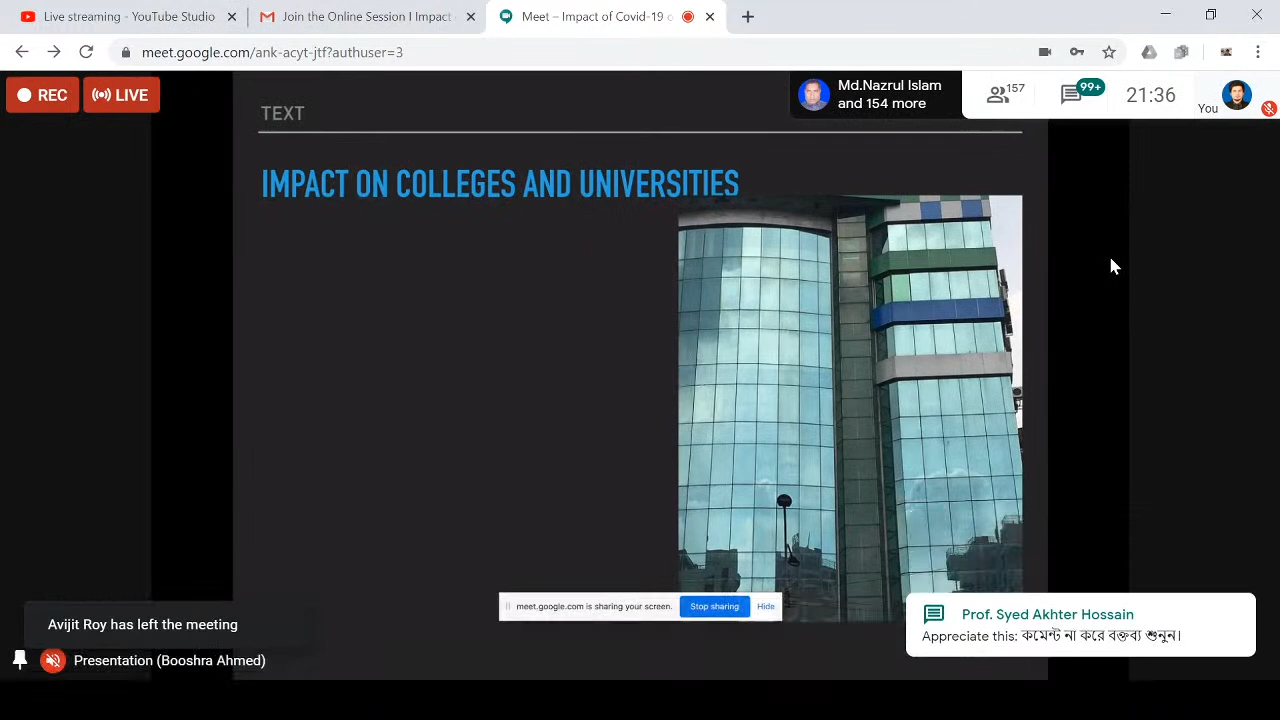 Live streaming - YouTube Studio
Join the Online Session I Impact
Meet – Impact of Covid-19 o
meet.google.com/ank-acyt-jtf?authuser=3
REC
LIVE
Md.Nazrul Islam
and 154 more
157
99+
21:36
You
TEXT
IMPACT ON COLLEGES AND UNIVERSITIES
meet.google.com is sharing your screen.
Stop sharing
Hide
Avijit Roy has left the meeting
Prof. Syed Akhter Hossain
Appreciate this: কমেন্ট না করে বক্তব্য শুনুন।
Presentation (Booshra Ahmed)